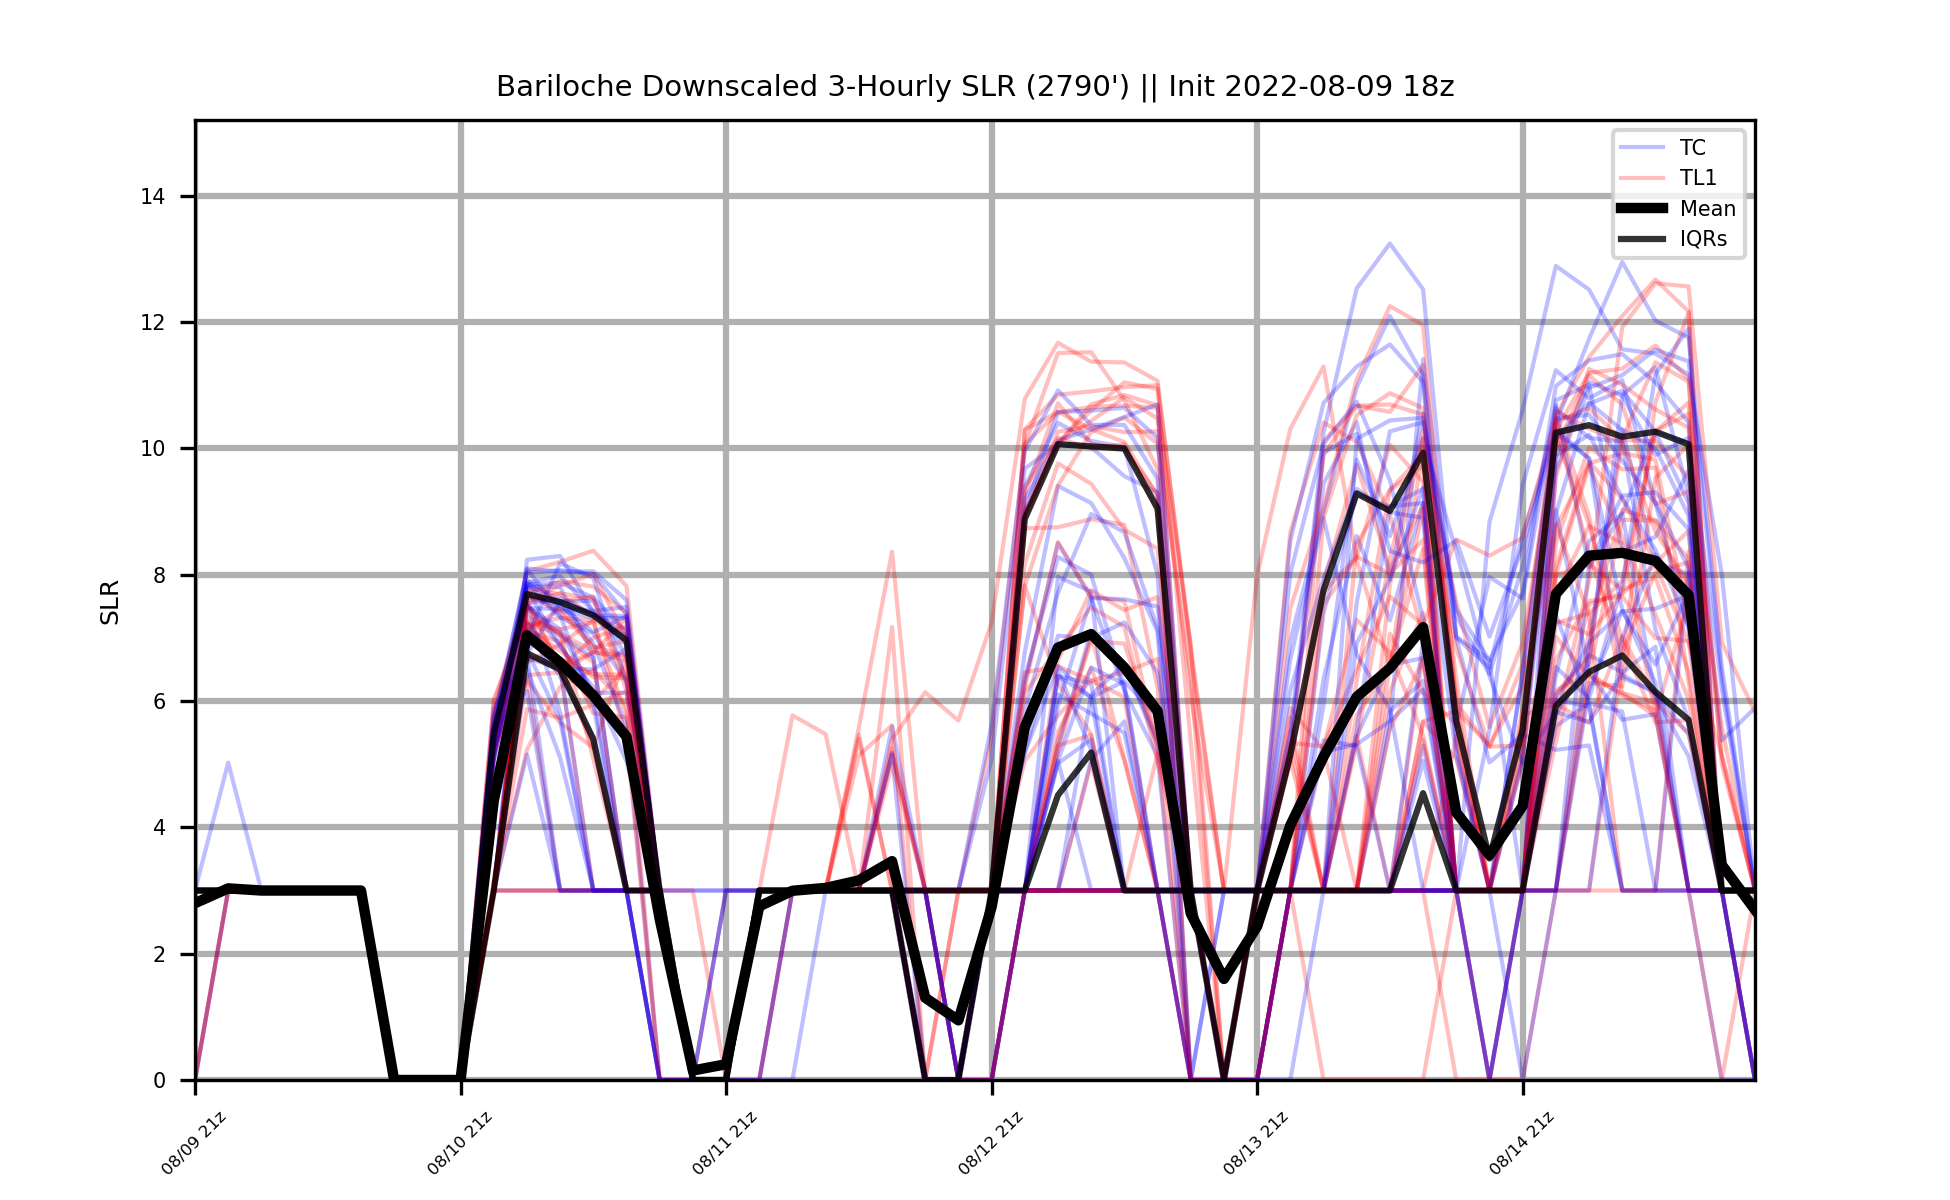 Bariloche Downscaled 3-Hourly SLR (2790') || Init 2022-08-09 18z
TC
TL1
Mean
IQRs
SLR
14
12
10
8
6
4
2
0
08/09 21z
08/10 21z
08/11 21z
08/12 21z
08/13 21z
08/14 21z